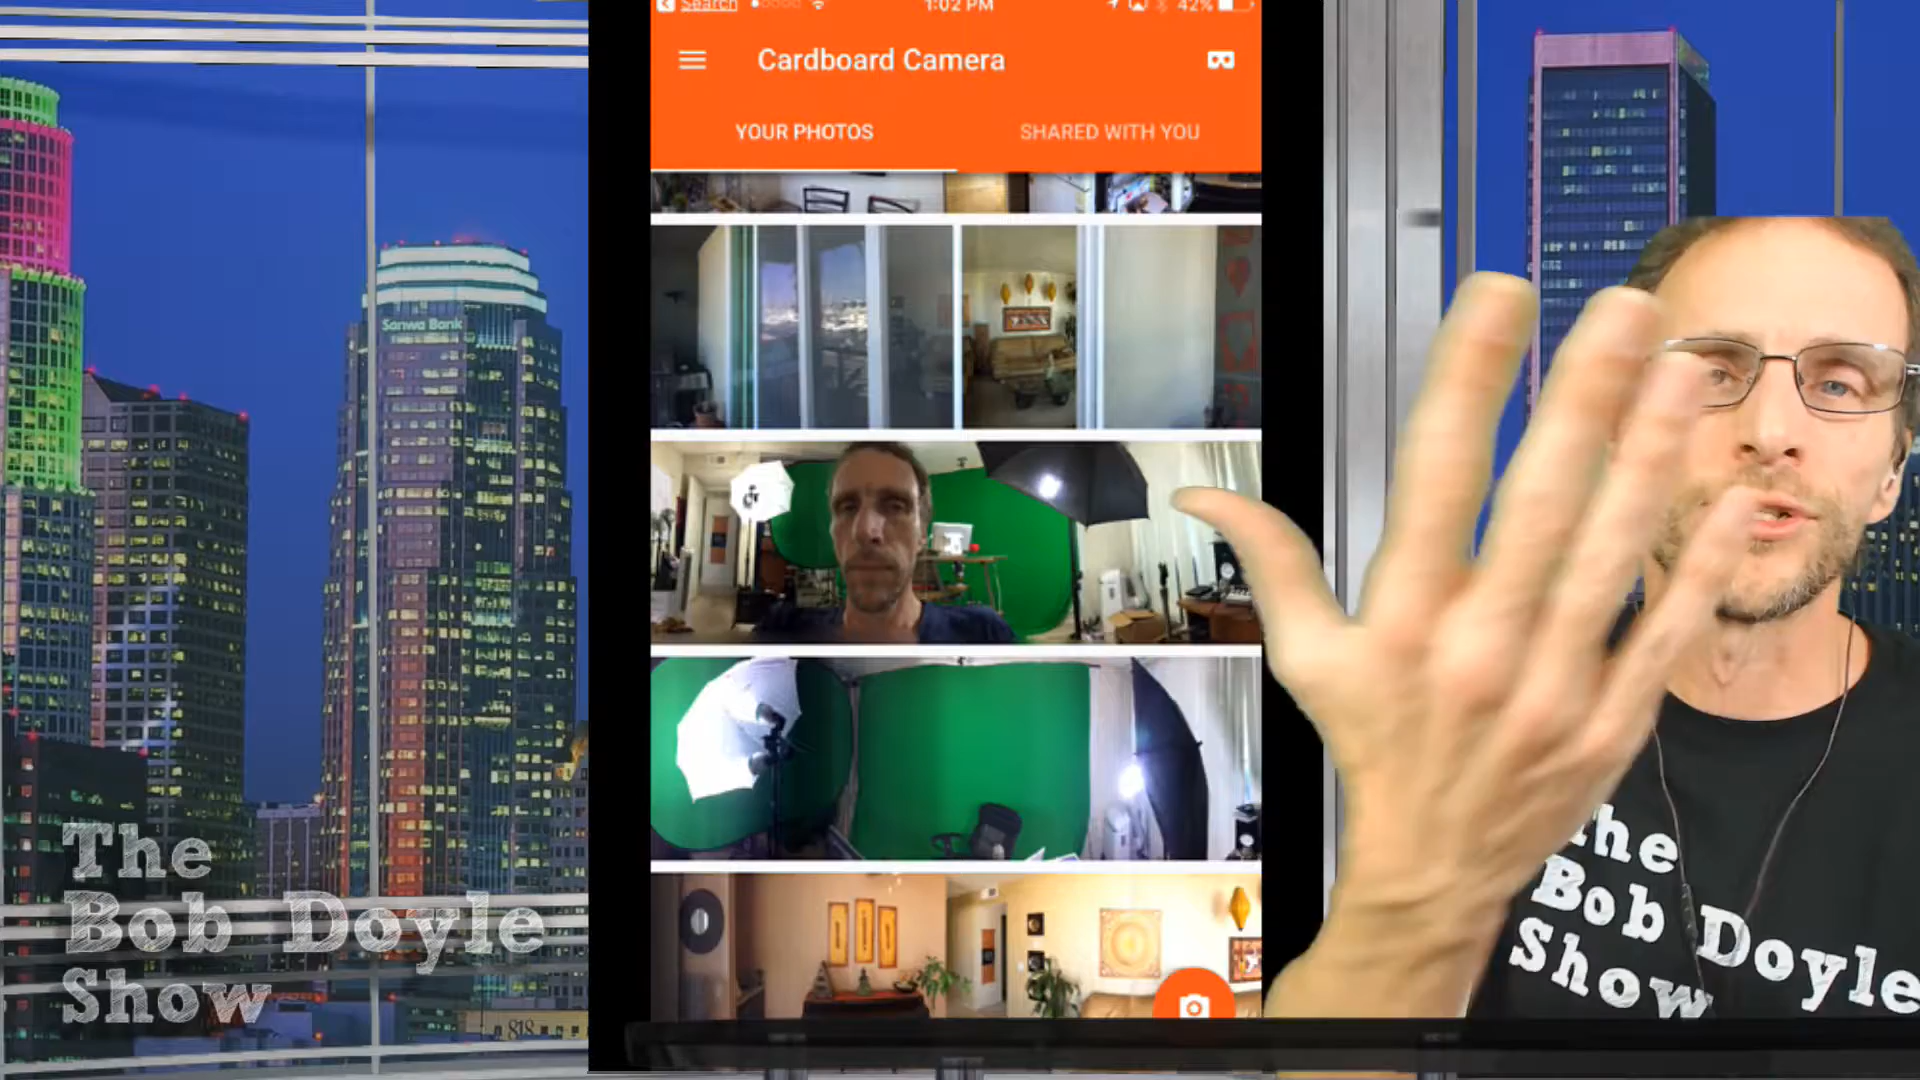 Search
1:02 PM
42%
Cardboard Camera
YOUR PHOTOS
SHARED WITH YOU
Sanwa Bank
The
Bob Doyle
Show
818
The
Bob Doyle
Show